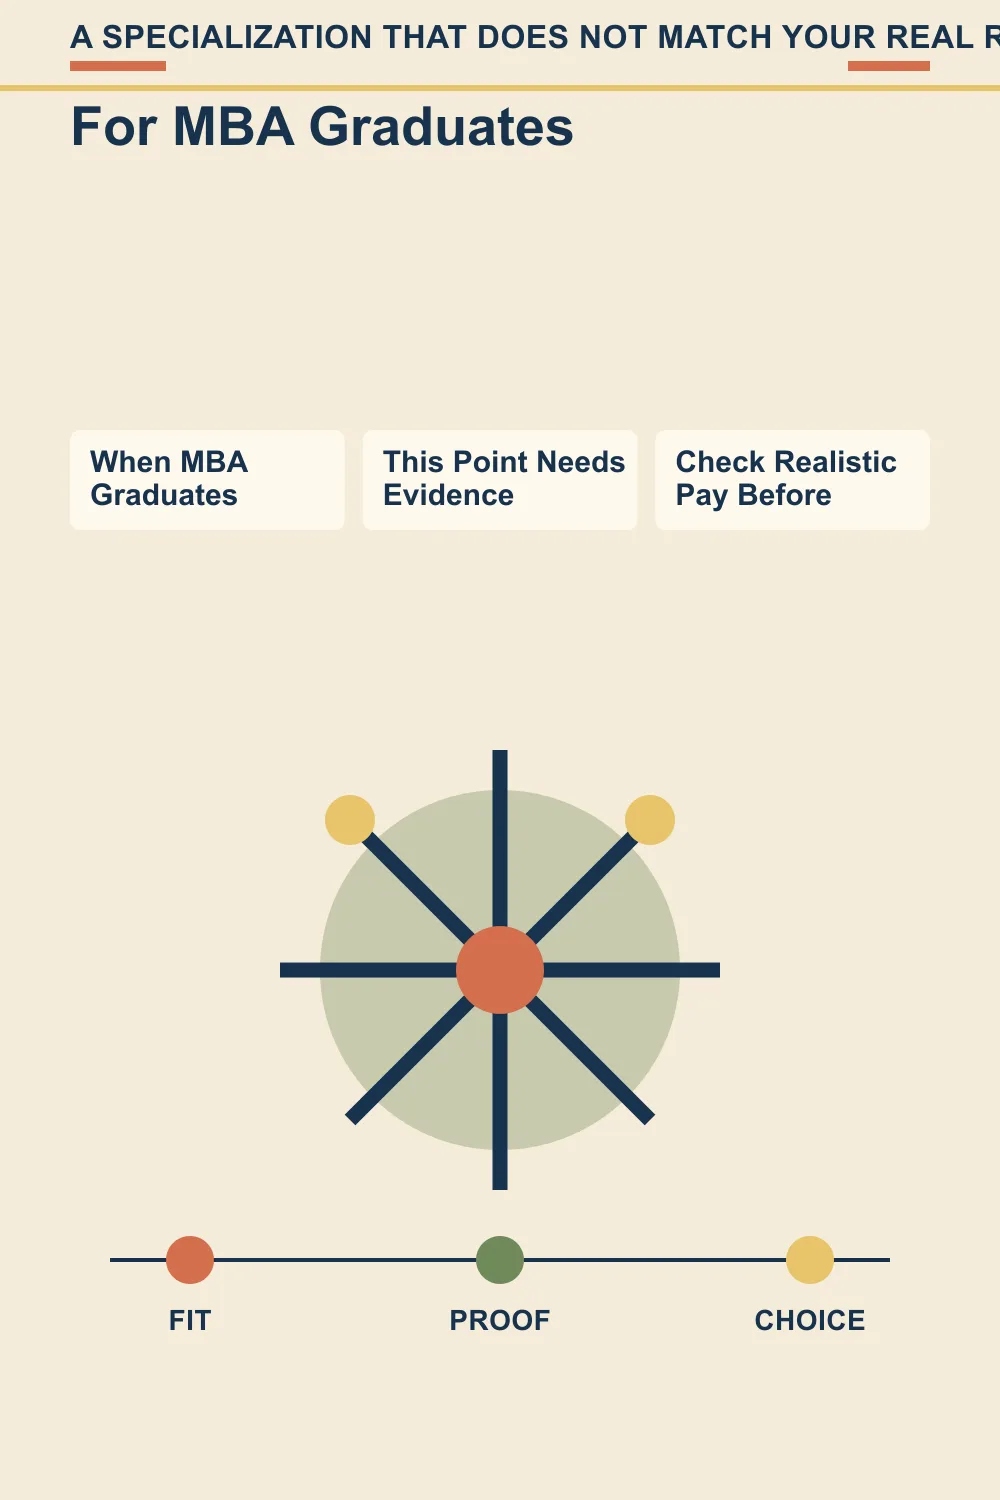 A SPECIALIZATION THAT DOES NOT MATCH YOUR REAL
For MBA Graduates
When MBA
Graduates
This Point Needs
Evidence
Check Realistic
Pay Before
FIT
PROOF
CHOICE